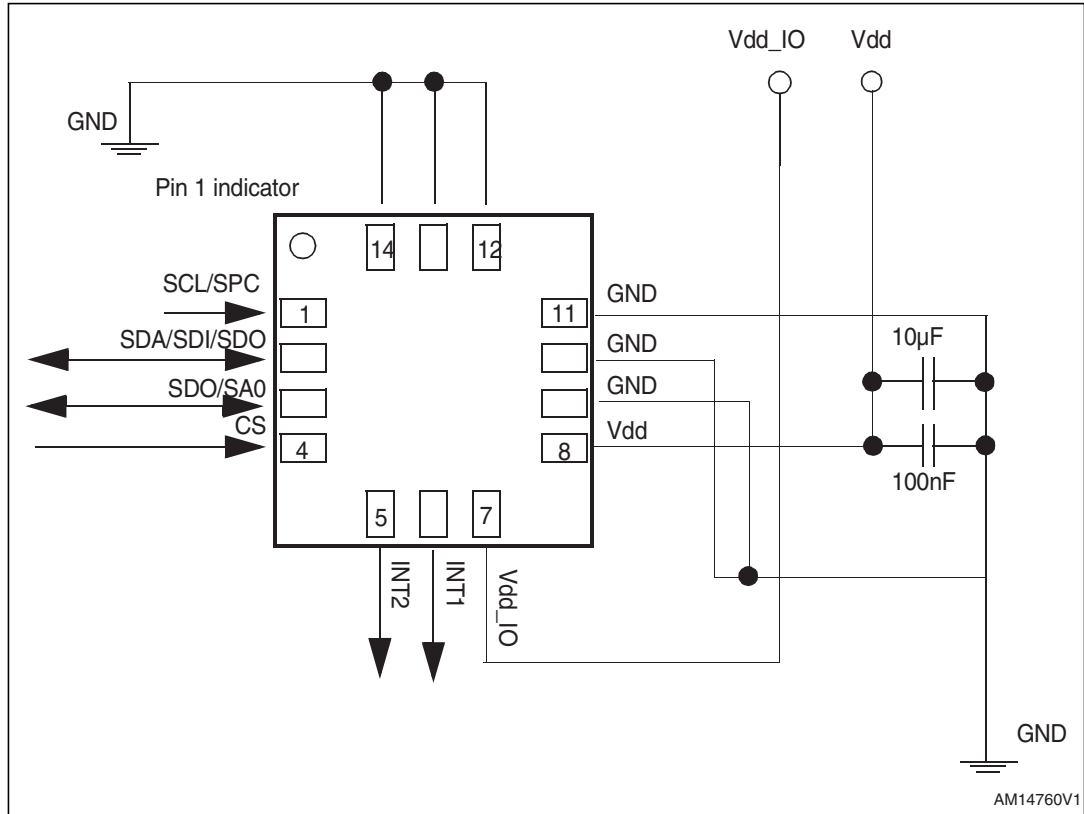 Vdd_IO
Vdd
GND
Pin 1 indicator
14
12
SCL/SPC
1
SDA/SDI/SDO
SDO/SA0
CS
4
11
GND
GND
GND
Vdd
8
10µF
100nF
5
7
INT2
INT1
Vdd_IO
GND
AM14760V1